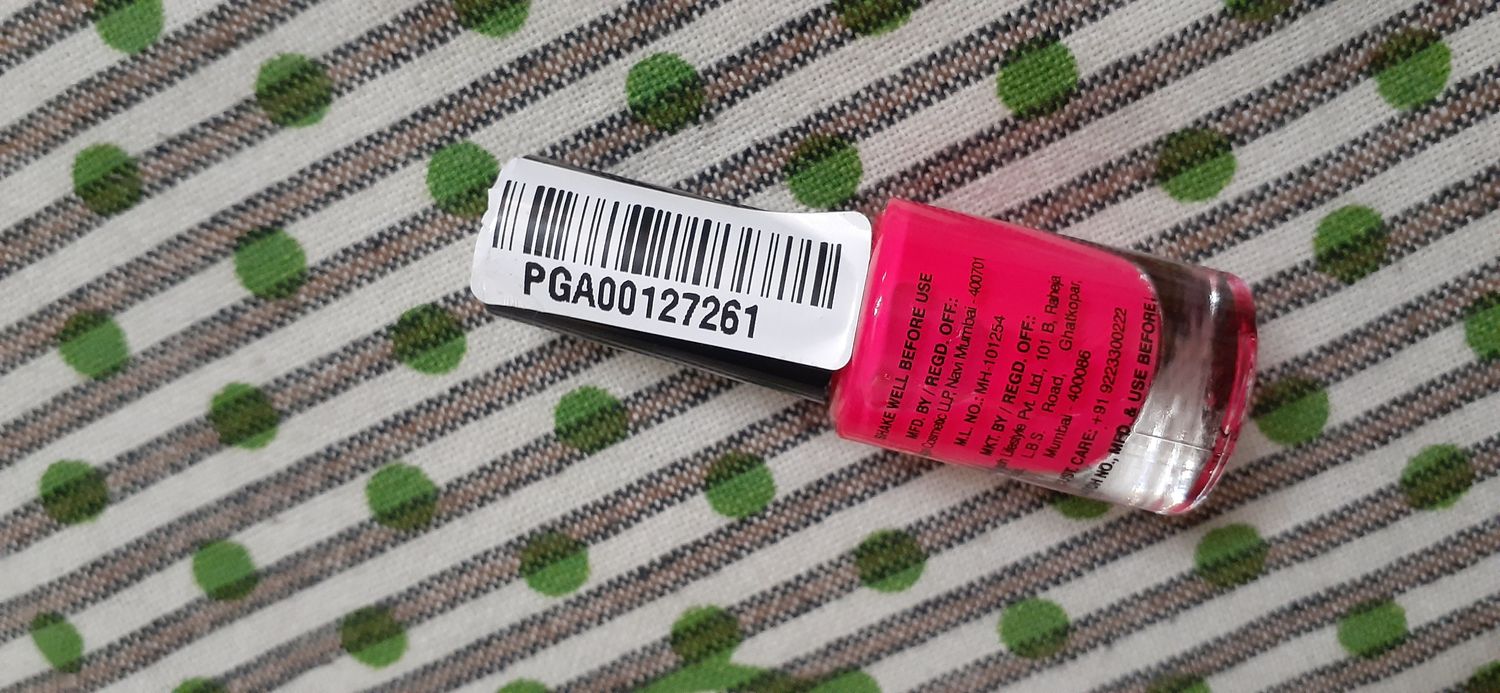 PGA00127261
SHAKE WELL BEFORE USE
MFD. BY / REGD. OFF.:
Cosmetic LLP, Navi Mumbai - 400701
M.L. NO.: MH-101254
MKT. BY / REGD. OFF.:
Lifestyle Pvt. Ltd., 101 B, Raheja
L.B.S. Road, Ghatkopar,
Mumbai - 400086
CARE: +91 9223300222
NO., MFD. & USE BEFORE